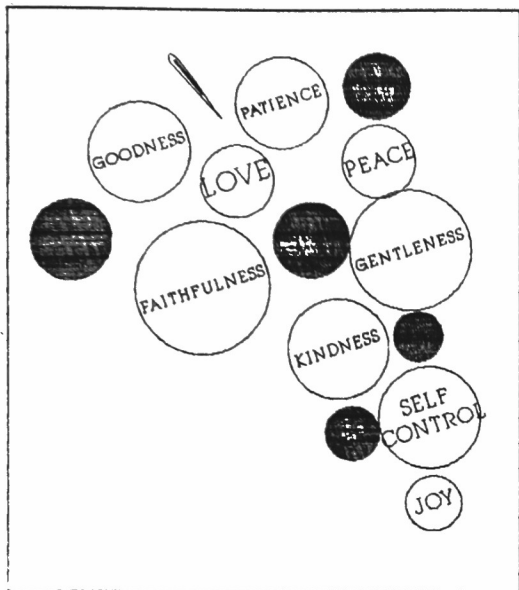 PATIENCE
GOODNESS
LOVE
PEACE
GENTLENESS
FAITHFULNESS
KINDNESS
SELF
CONTROL
JOY